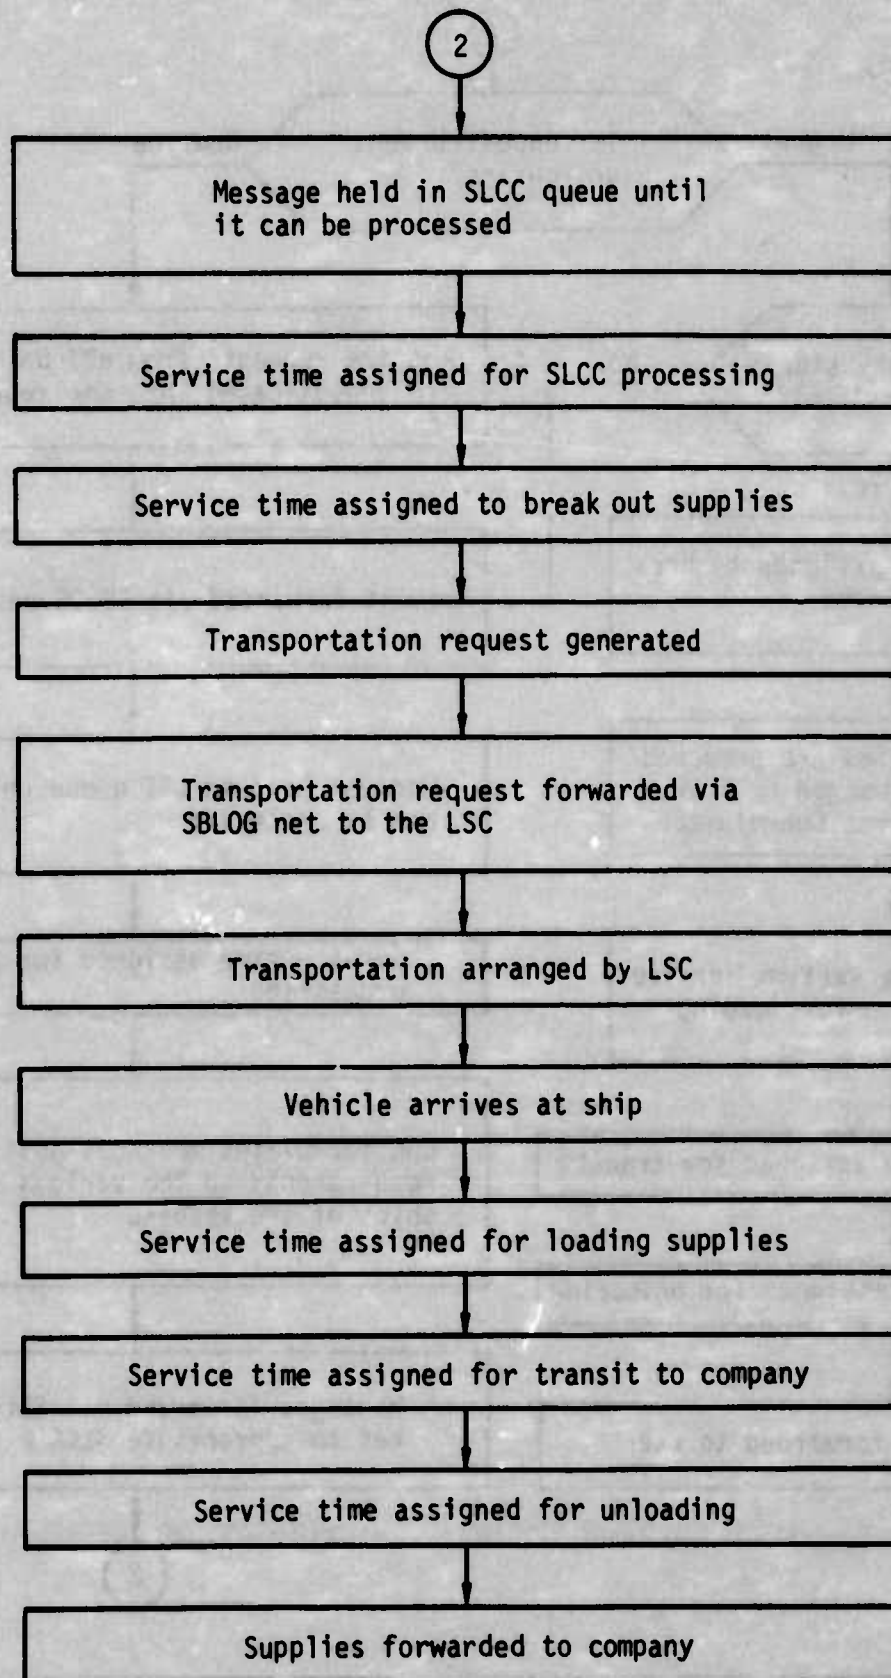 2
Message held in SLCC queue until
it can be processed
Service time assigned for SLCC processing
Service time assigned to break out supplies
Transportation request generated
Transportation request forwarded via
SBLOG net to the LSC
Transportation arranged by LSC
Vehicle arrives at ship
Service time assigned for loading supplies
Service time assigned for transit to company
Service time assigned for unloading
Supplies forwarded to company